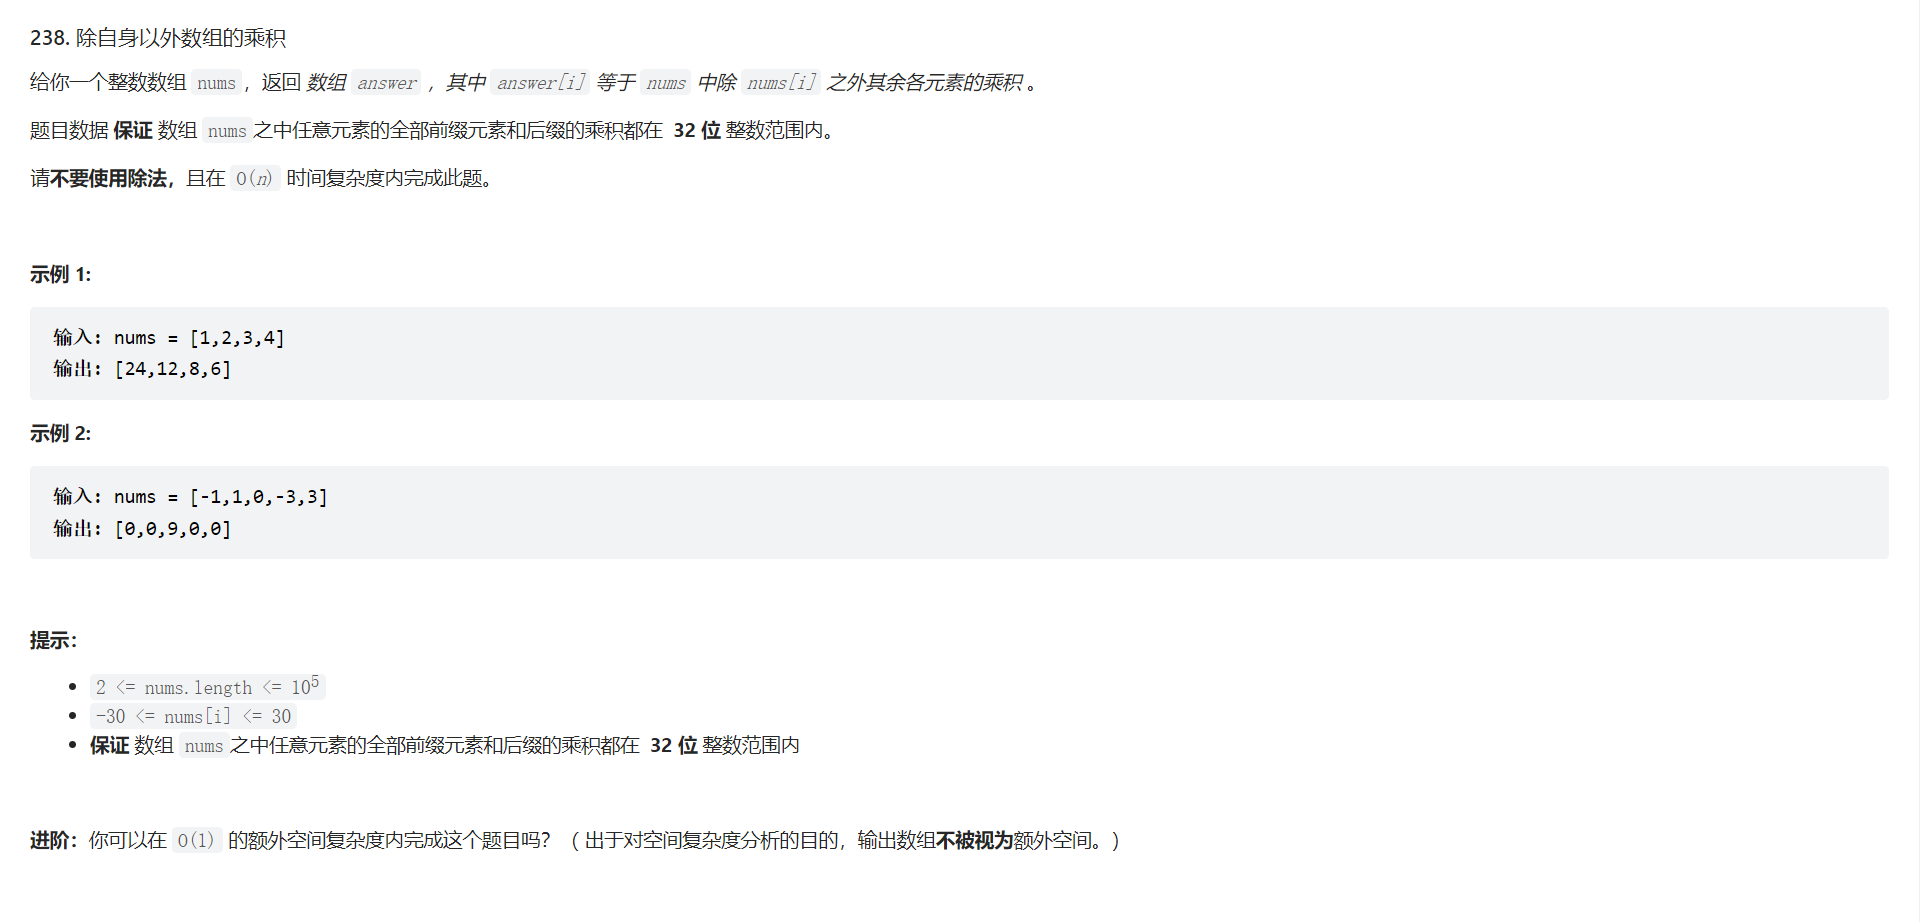 238. 除自身以外数组的乘积
给你一个整数数组 nums，返回 数组 answer ，其中 answer[i] 等于 nums 中除 nums[i] 之外其余各元素的乘积 。
题目数据 保证 数组 nums之中任意元素的全部前缀元素和后缀的乘积都在 32 位 整数范围内。
请不要使用除法，且在 O(n) 时间复杂度内完成此题。
示例 1:
输入: nums = [1,2,3,4]
输出: [24,12,8,6]
示例 2:
输入: nums = [-1,1,0,-3,3]
输出: [0,0,9,0,0]
提示：
• 2 <= nums.length <= 10⁵
• -30 <= nums[i] <= 30
• 保证 数组 nums之中任意元素的全部前缀元素和后缀的乘积都在 32 位 整数范围内
进阶：你可以在 O(1) 的额外空间复杂度内完成这个题目吗？（ 出于对空间复杂度分析的目的，输出数组不被视为额外空间。）